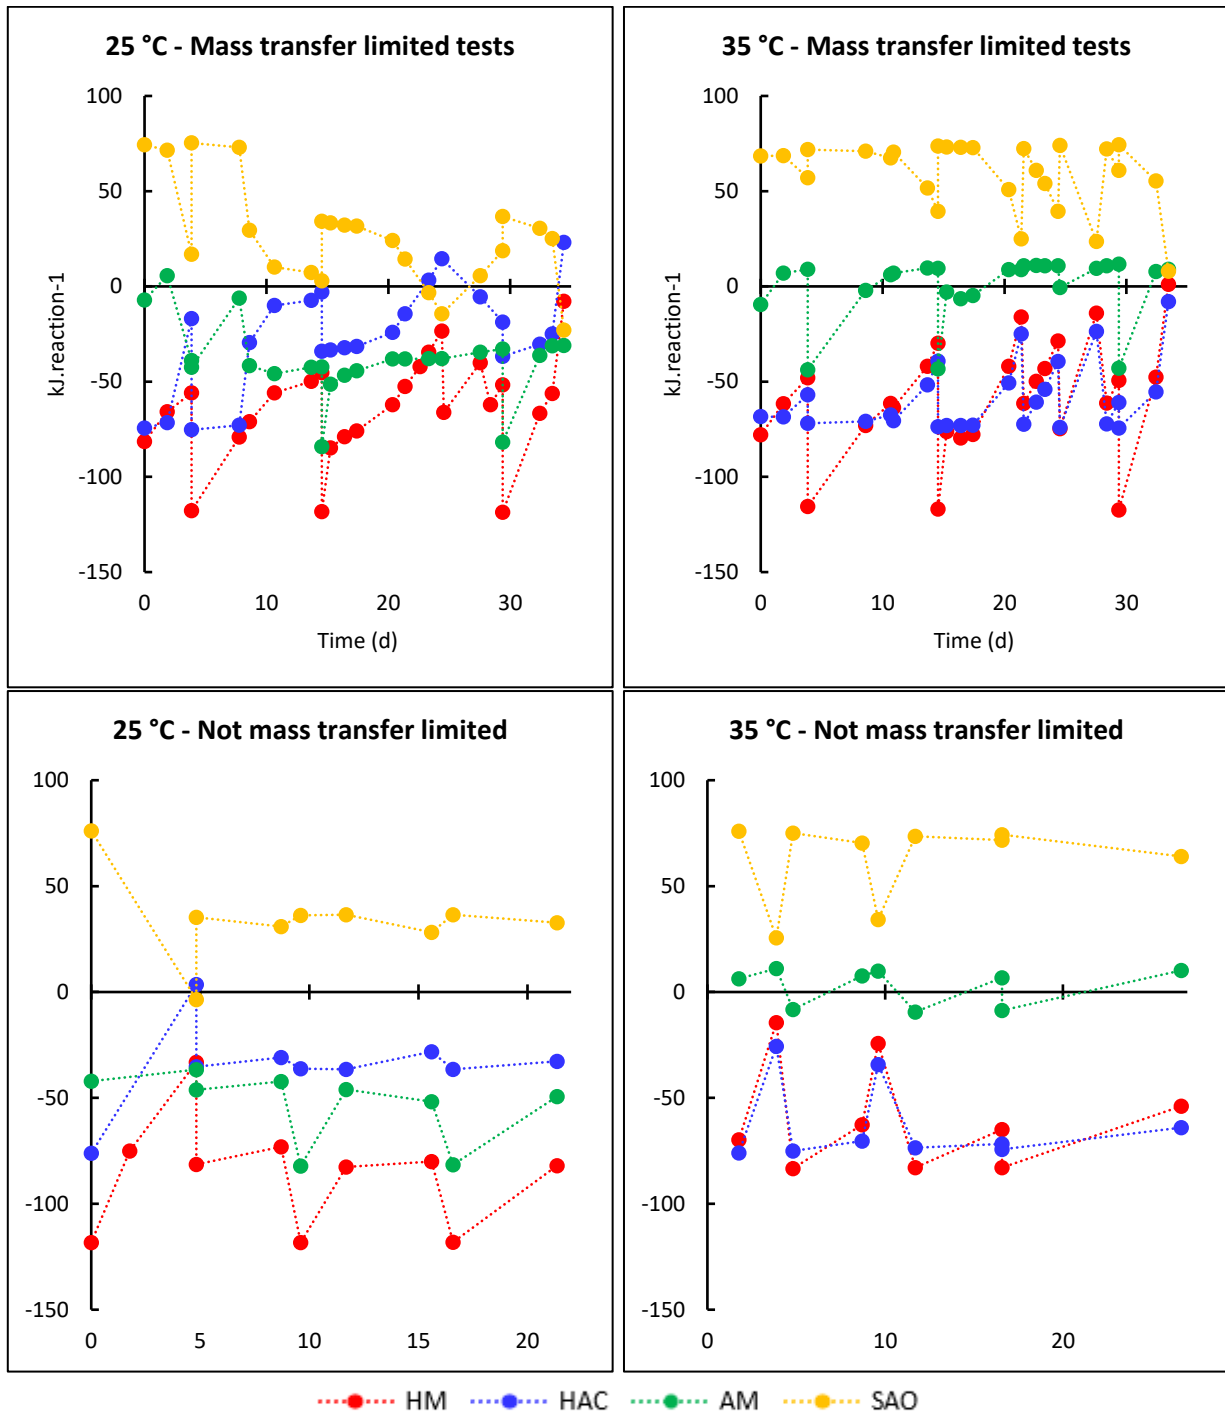 25 °C - Mass transfer limited tests
100
50
0
-50
-100
-150
kJ.reaction-1
0 10 20 30
Time (d)
35 °C - Mass transfer limited tests
100
50
0
-50
-100
-150
kJ.reaction-1
0 10 20 30
Time (d)
25 °C - Not mass transfer limited
100
50
0
-50
-100
-150
0 5 10 15 20
35 °C - Not mass transfer limited
100
50
0
-50
-100
-150
0 10 20
HM HAC AM SAO